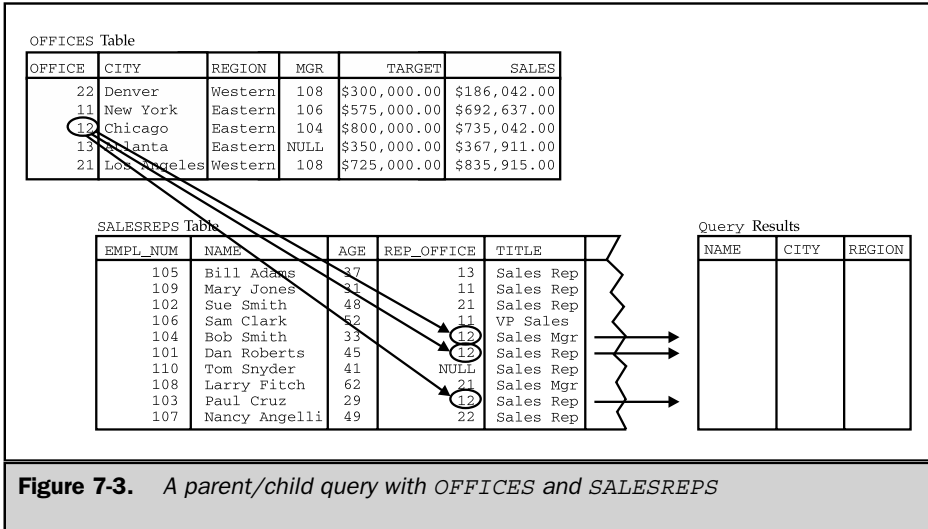 OFFICES Table
OFFICE CITY REGION MGR TARGET SALES
22 Denver Western 108 $300,000.00 $186,042.00
11 New York Eastern 106 $575,000.00 $692,637.00
12 Chicago Eastern 104 $800,000.00 $735,042.00
13 Atlanta Eastern NULL $350,000.00 $367,911.00
21 Los Angeles Western 108 $725,000.00 $835,915.00
SALESREPS Table
EMPL_NUM NAME AGE REP_OFFICE TITLE
105 Bill Adams 37 13 Sales Rep
109 Mary Jones 31 11 Sales Rep
102 Sue Smith 48 21 Sales Rep
106 Sam Clark 52 11 VP Sales
104 Bob Smith 33 12 Sales Mgr
101 Dan Roberts 45 12 Sales Rep
110 Tom Snyder 41 NULL Sales Rep
108 Larry Fitch 62 21 Sales Mgr
103 Paul Cruz 29 12 Sales Rep
107 Nancy Angelli 49 22 Sales Rep
Query Results
NAME CITY REGION
Figure 7-3. A parent/child query with OFFICES and SALESREPS